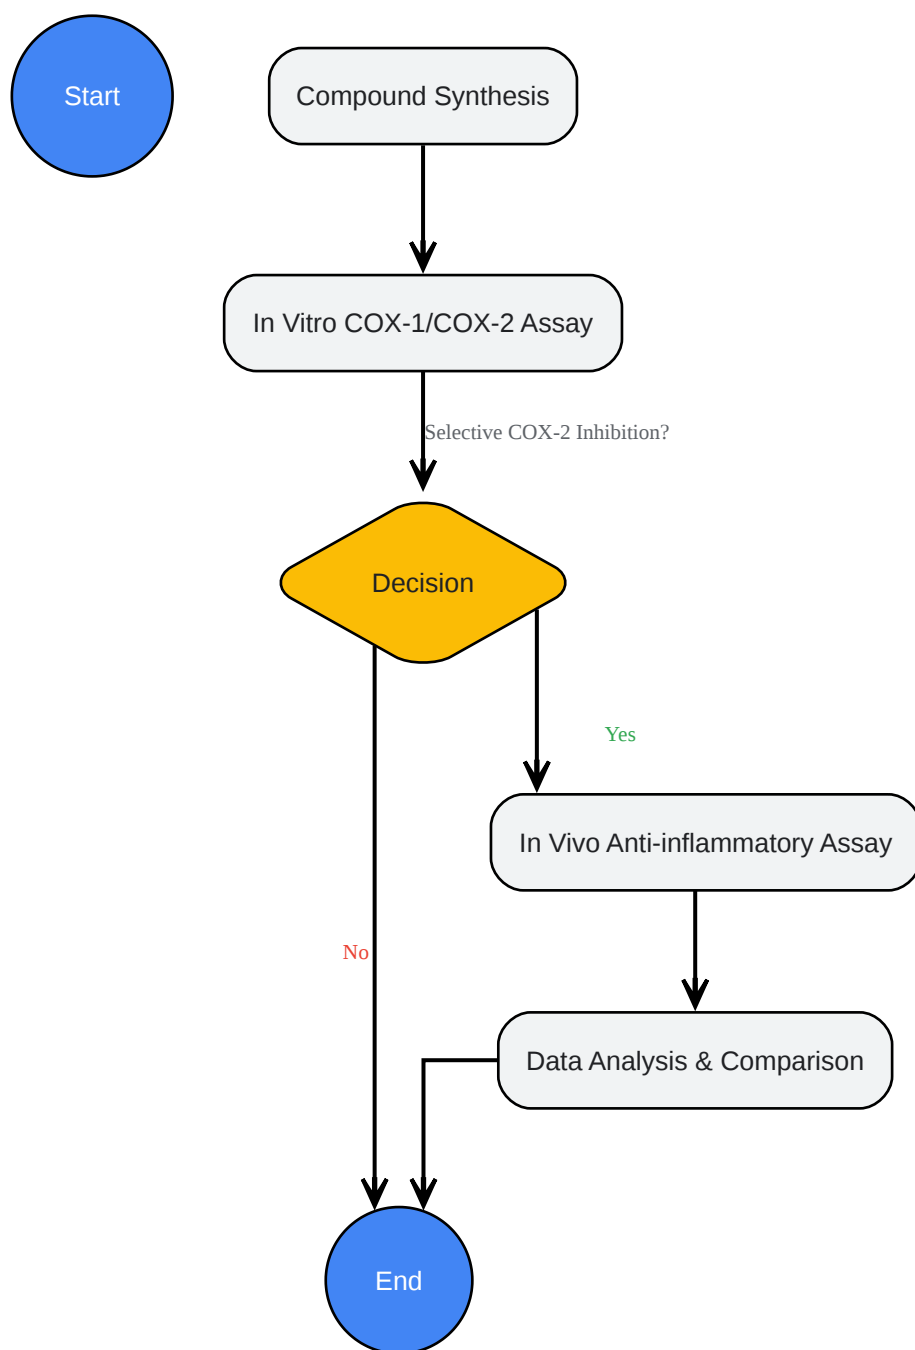 Start
Compound Synthesis
In Vitro COX-1/COX-2 Assay
Selective COX-2 Inhibition?
Decision
Yes
In Vivo Anti-inflammatory Assay
No
Data Analysis & Comparison
End